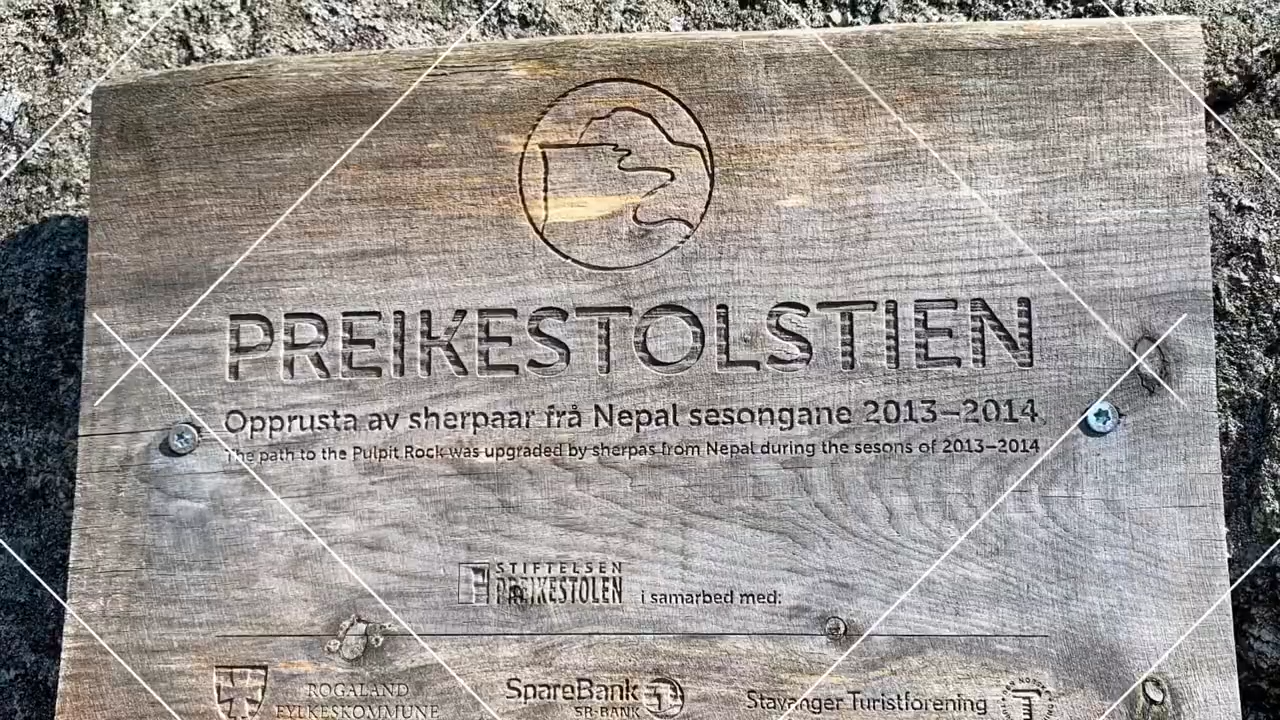 PREIKESTOLSTIEN
Opprusta av sherpaar frå Nepal sesongane 2013–2014
The path to the Pulpit Rock was upgraded by sherpas from Nepal during the sesons of 2013–2014
STIFTELSEN
PREIKESTOLEN
i samarbed med:
ROGALAND
FYLKESKOMMUNE
SpareBank
SR-BANK
Stavanger Turistforening